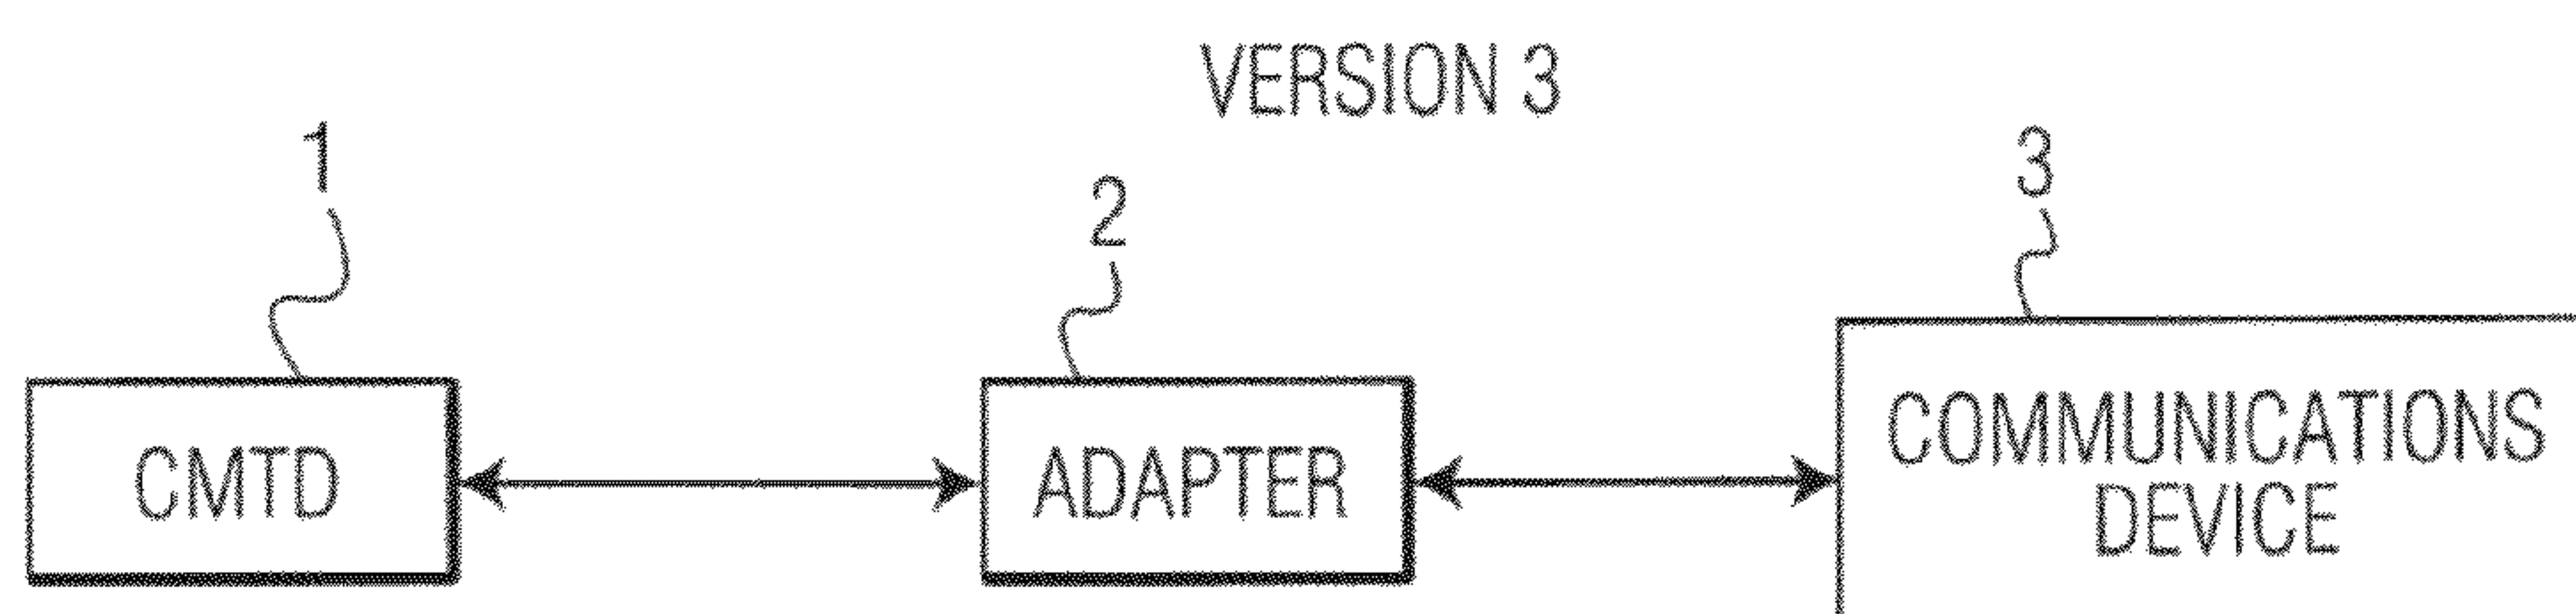 VERSION 3
1
2
3
CMTD
ADAPTER
COMMUNICATIONS
DEVICE